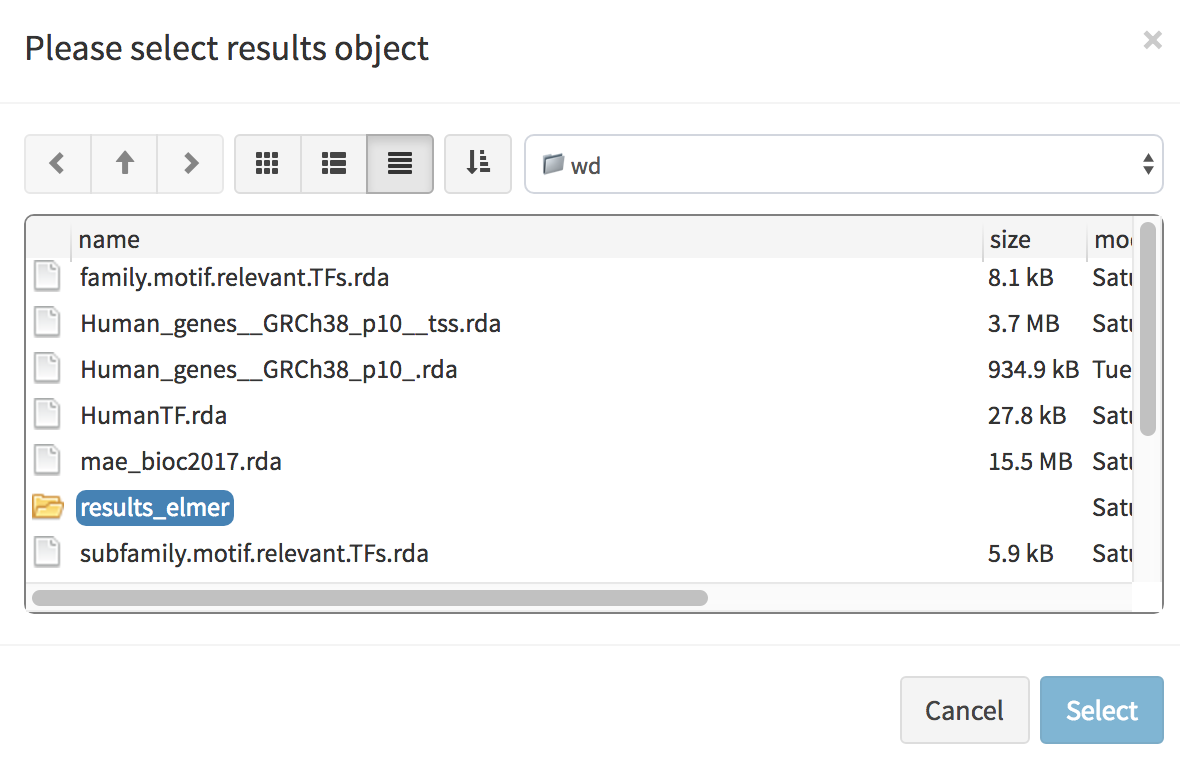 Please select results object ×
wd
name size mo
family.motif.relevant.TFs.rda 8.1 kB Satu
Human_genes__GRCh38_p10__tss.rda 3.7 MB Satu
Human_genes__GRCh38_p10_.rda 934.9 kB Tue
HumanTF.rda 27.8 kB Satu
mae_bioc2017.rda 15.5 MB Satu
results_elmer Satu
subfamily.motif.relevant.TFs.rda 5.9 kB Satu
Cancel Select